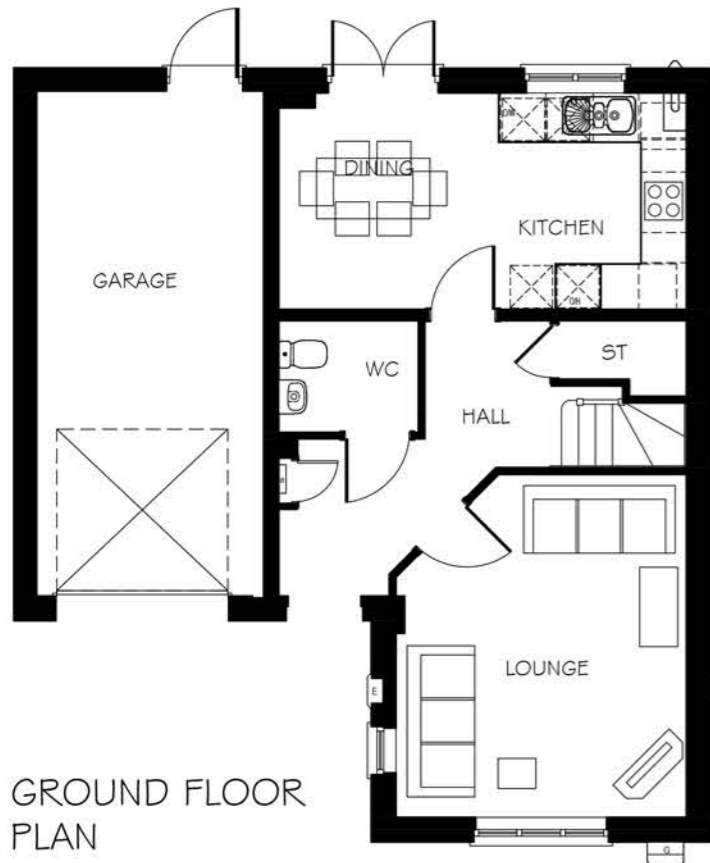 DINING
KITCHEN
GARAGE
ST
WC
HALL
LOUNGE
E
GROUND FLOOR
PLAN
G